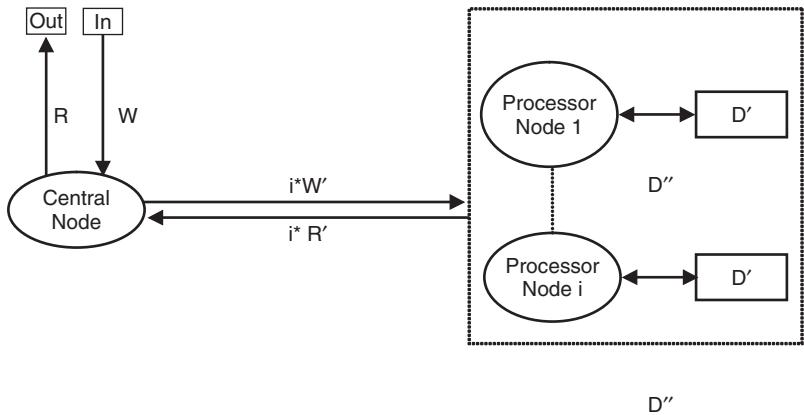 Out
In
R
W
Central
Node
i*W′
i* R′
Processor
Node 1
D′
D′′
Processor
Node i
D′
D′′